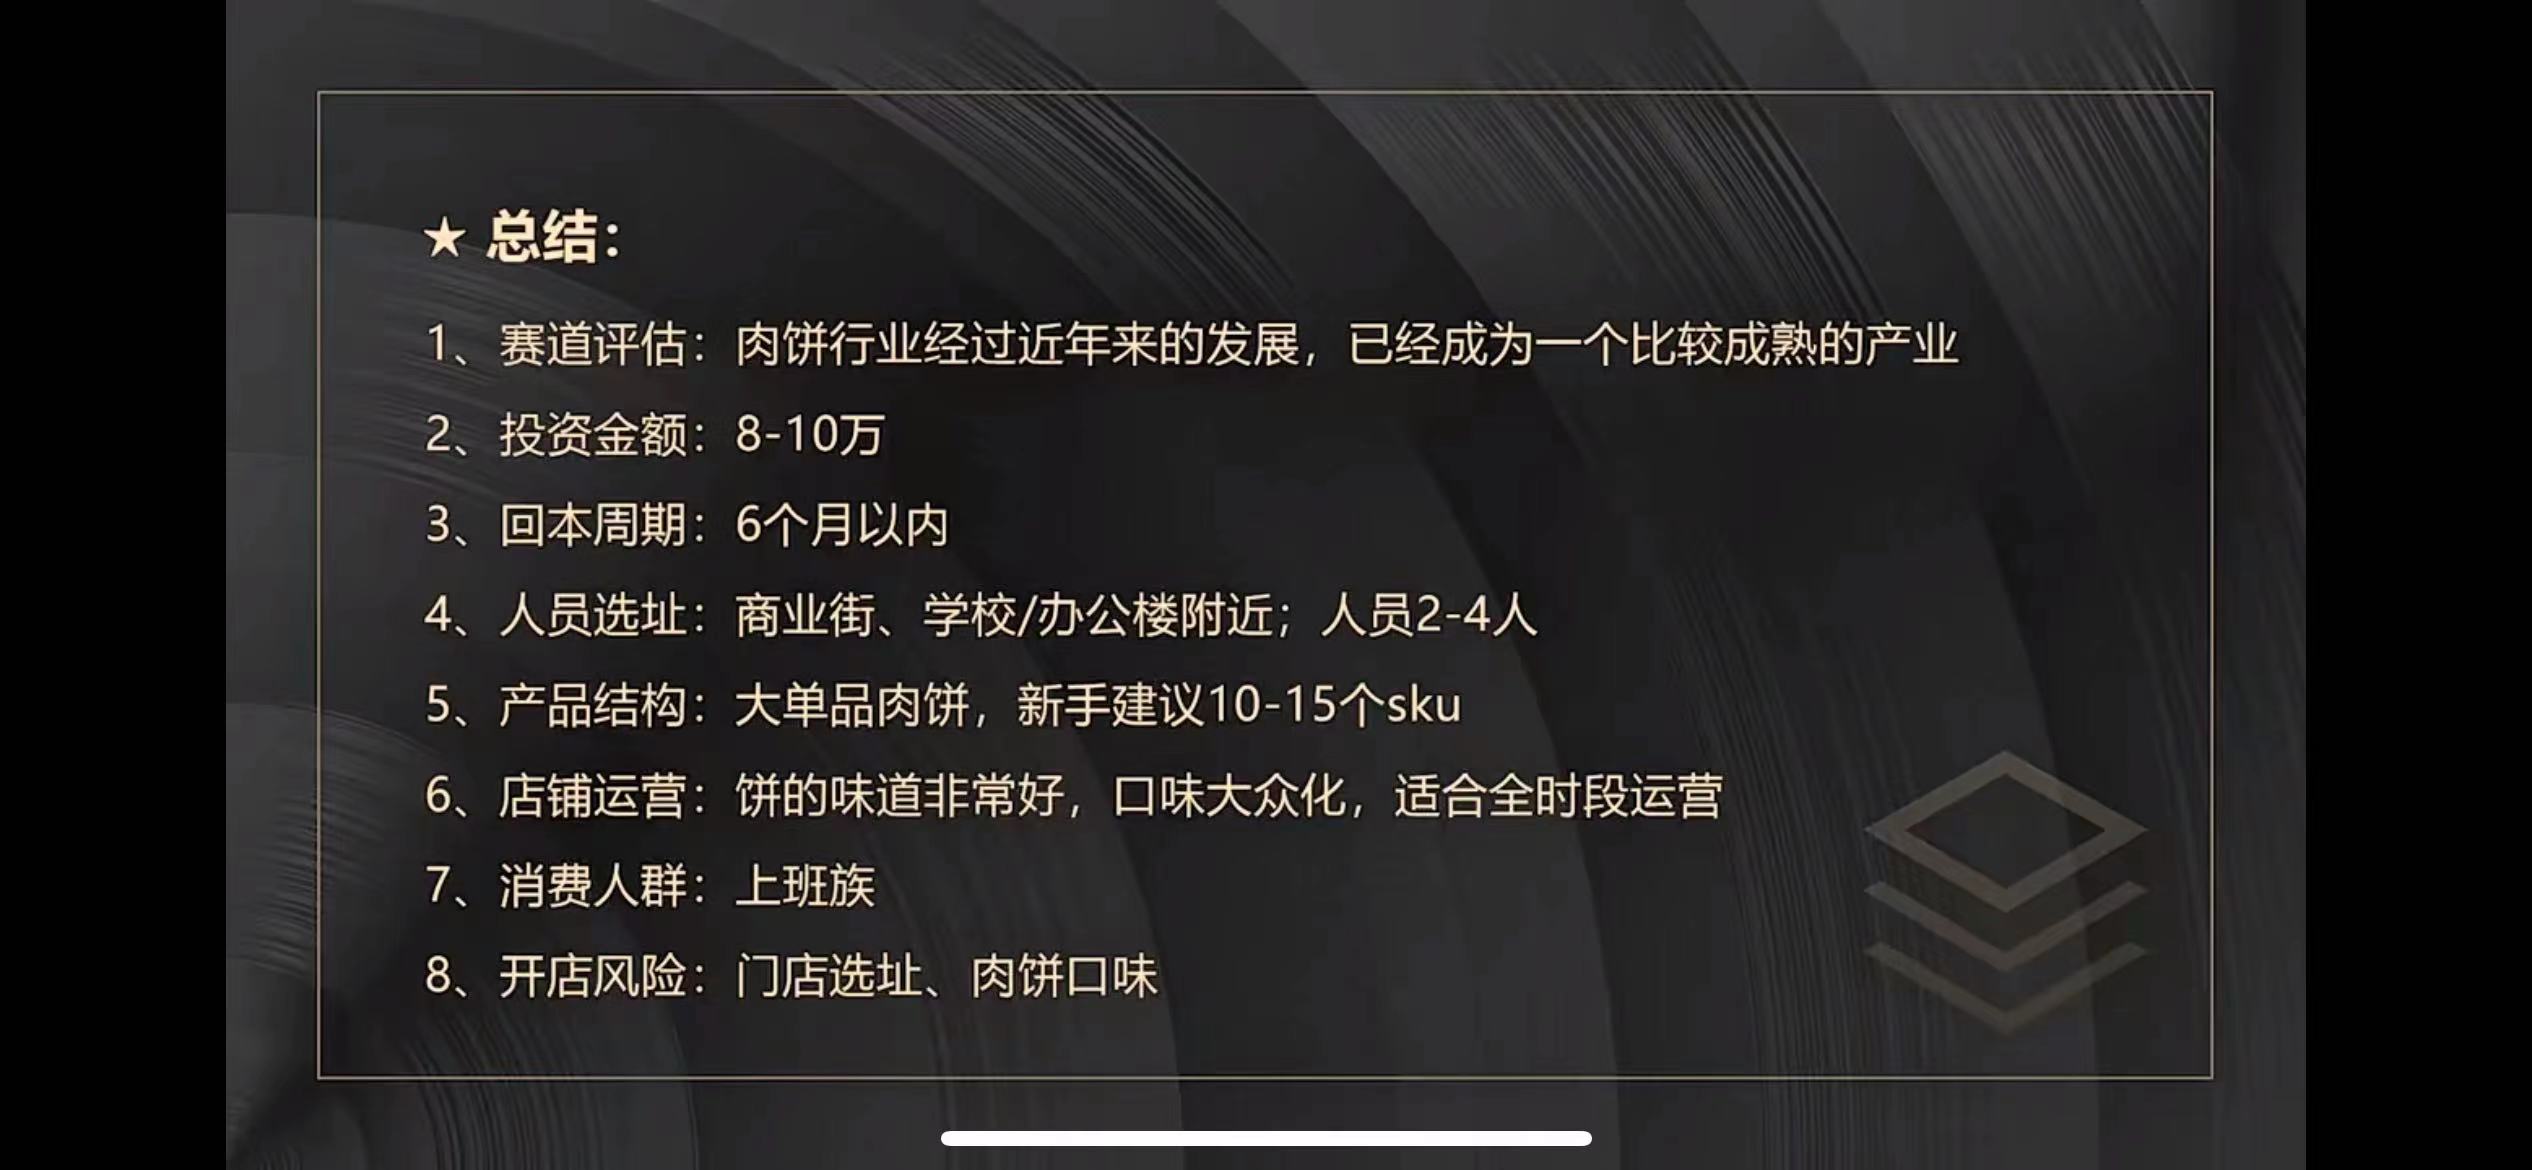 ★ 总结：
1、赛道评估：肉饼行业经过近年来的发展，已经成为一个比较成熟的产业
2、投资金额：8-10万
3、回本周期：6个月以内
4、人员选址：商业街、学校/办公楼附近；人员2-4人
5、产品结构：大单品肉饼，新手建议10-15个sku
6、店铺运营：饼的味道非常好，口味大众化，适合全时段运营
7、消费人群：上班族
8、开店风险：门店选址、肉饼口味